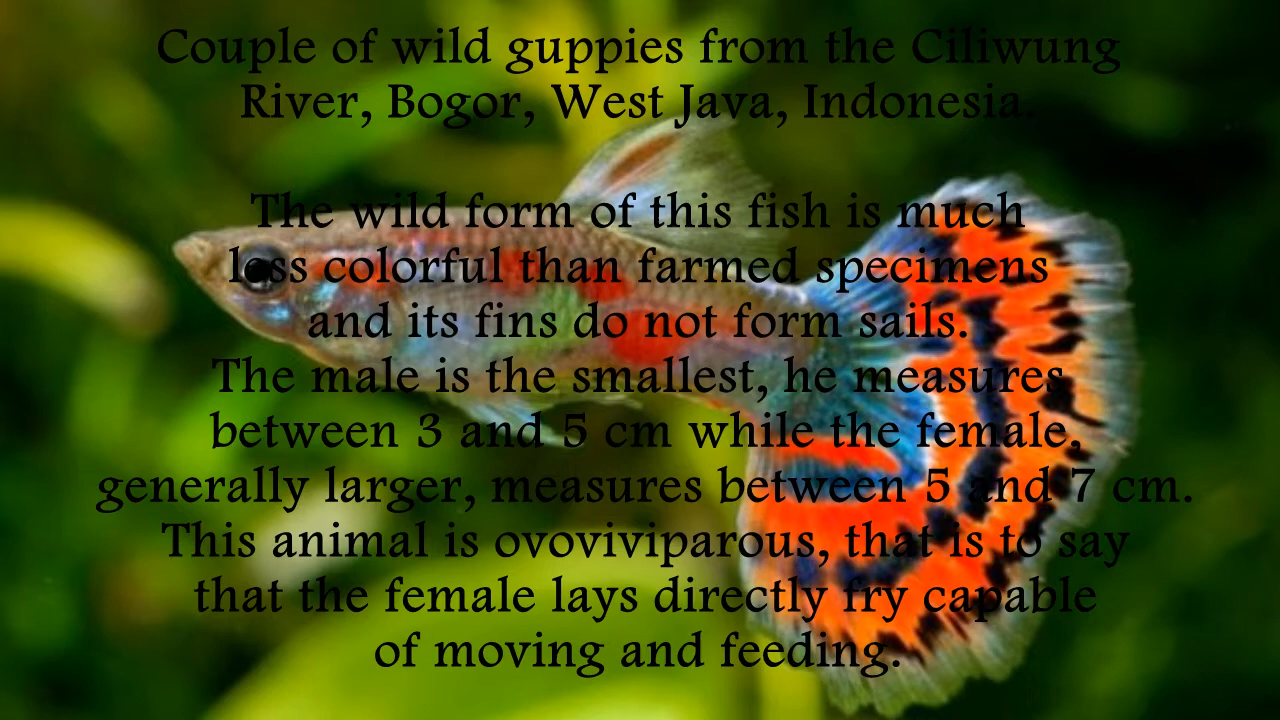 Couple of wild guppies from the Ciliwung
River, Bogor, West Java, Indonesia.
The wild form of this fish is much
less colorful than farmed specimens
and its fins do not form sails.
The male is the smallest, he measures
between 3 and 5 cm while the female,
generally larger, measures between 5 and 7 cm.
This animal is ovoviviparous, that is to say
that the female lays directly fry capable
of moving and feeding.